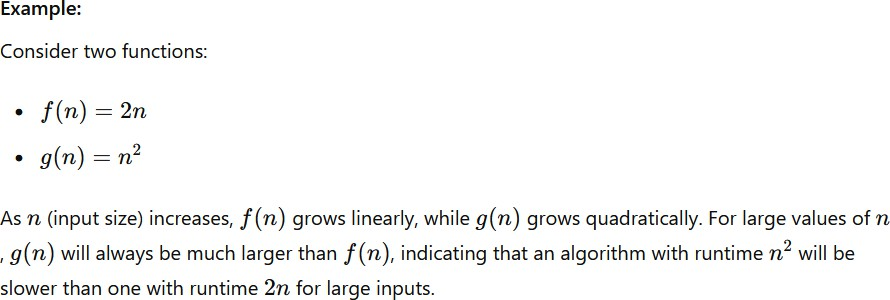 Example:
Consider two functions:
• f(n) = 2n
• g(n) = n²
As n (input size) increases, f(n) grows linearly, while g(n) grows quadratically. For large values of n
, g(n) will always be much larger than f(n), indicating that an algorithm with runtime n² will be
slower than one with runtime 2n for large inputs.